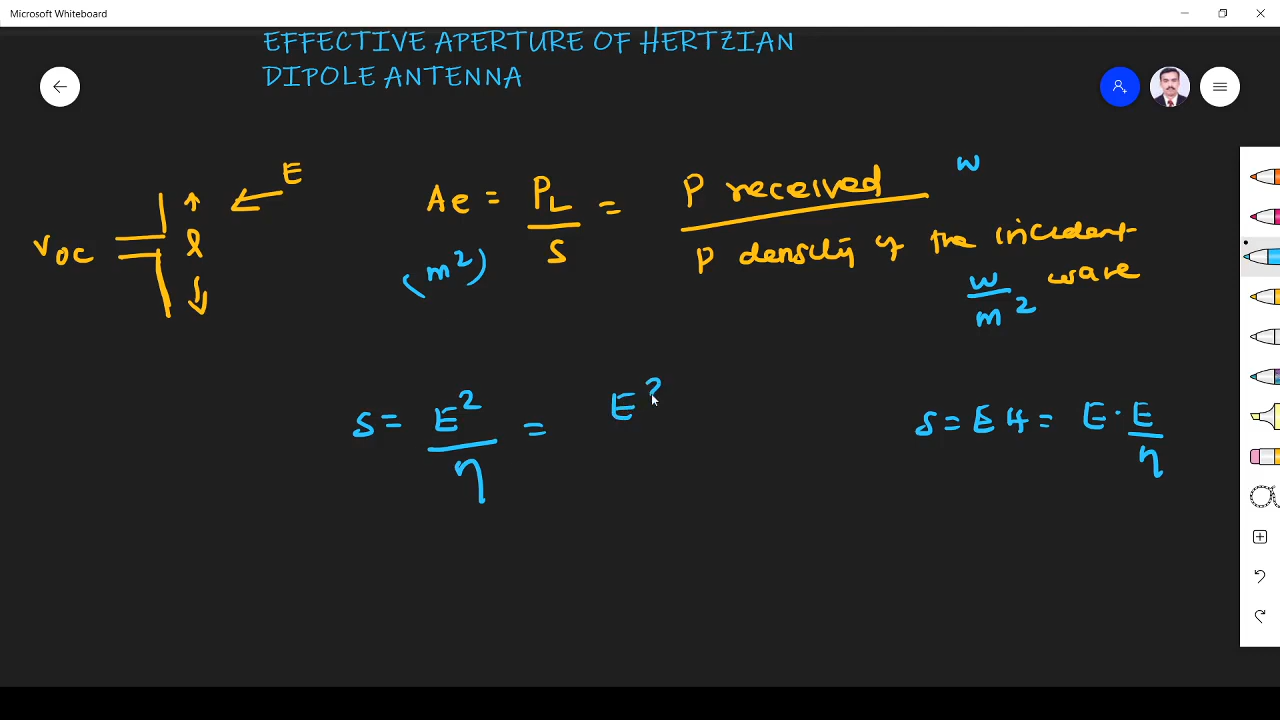 Microsoft Whiteboard
EFFECTIVE APERTURE OF HERTZIAN
DIPOLE ANTENNA
E
l
VOC
Ae = PL / S = P received / P density of the incident wave
W
(m²)
W / m²
S = E² / η = E²
S = E H = E · E / η